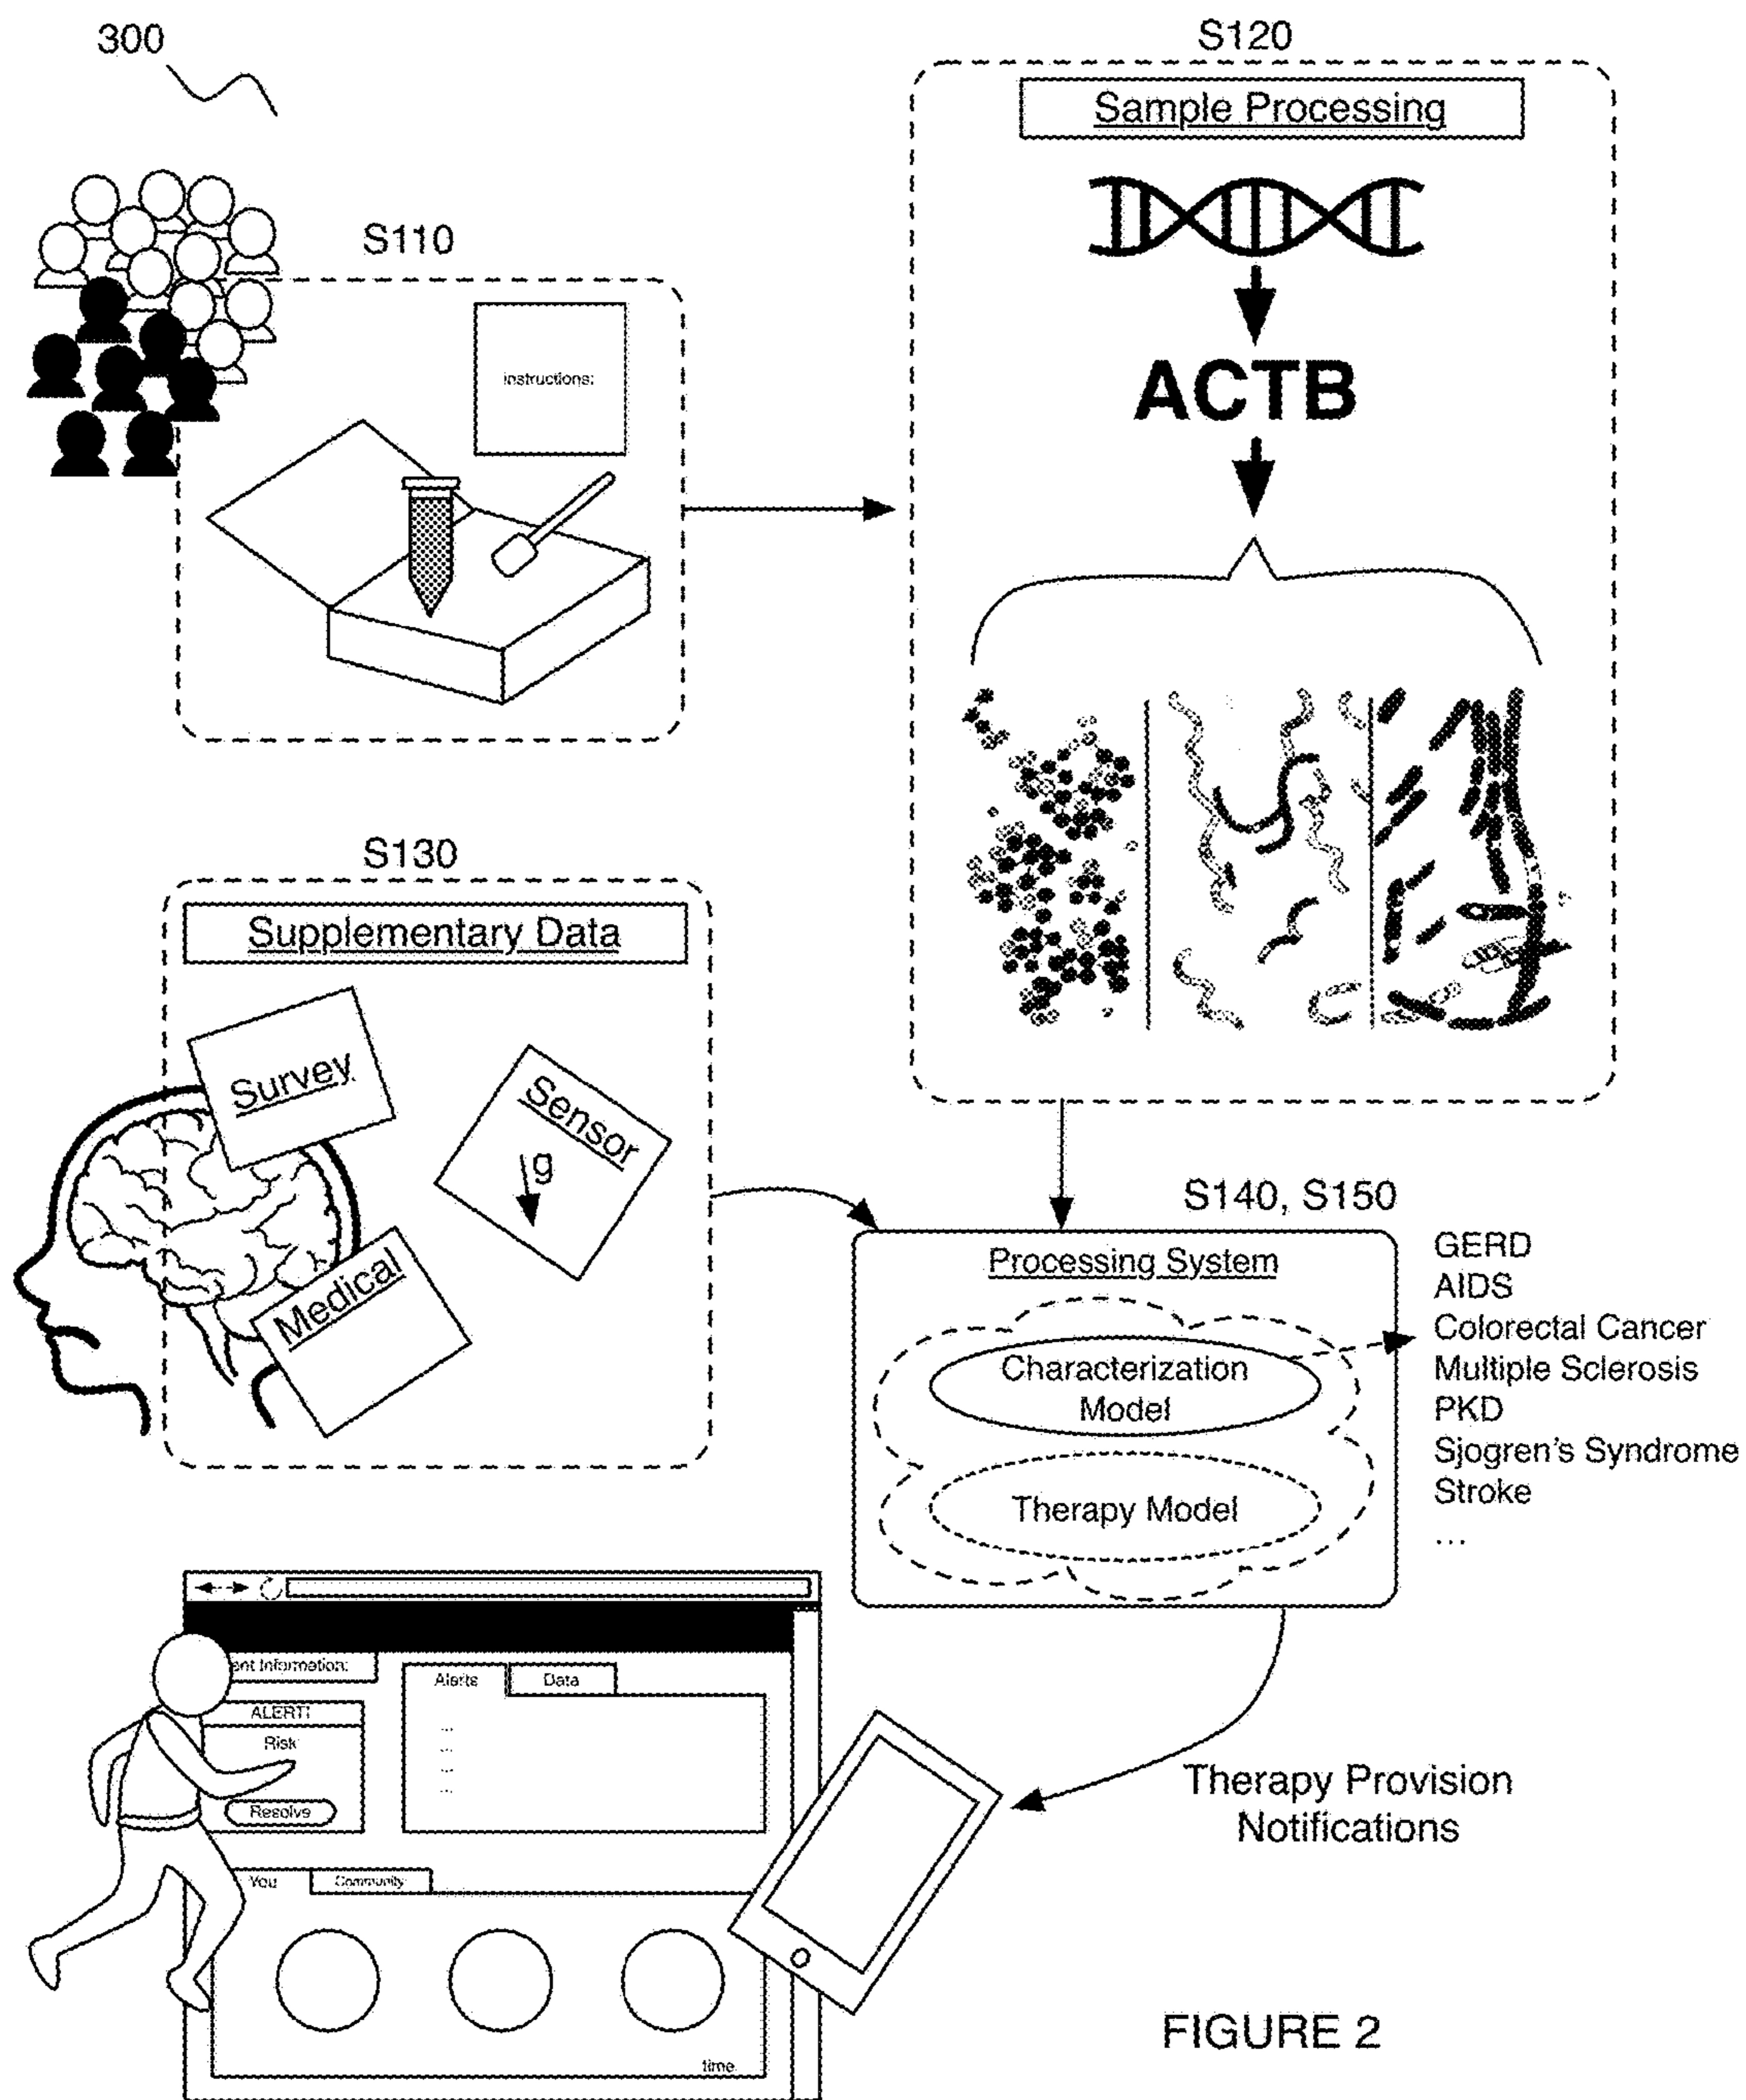 300
S110
instructions:
S120
Sample Processing
ACTB
S130
Supplementary Data
Survey
Sensor
g
Medical
S140, S150
Processing System
Characterization
Model
Therapy Model
GERD
AIDS
Colorectal Cancer
Multiple Sclerosis
PKD
Sjogren's Syndrome
Stroke
...
ent Information:
ALERT!
Risk
Resolve
Alerts
Data
...
...
...
...
You
Community
time
Therapy Provision
Notifications
FIGURE 2